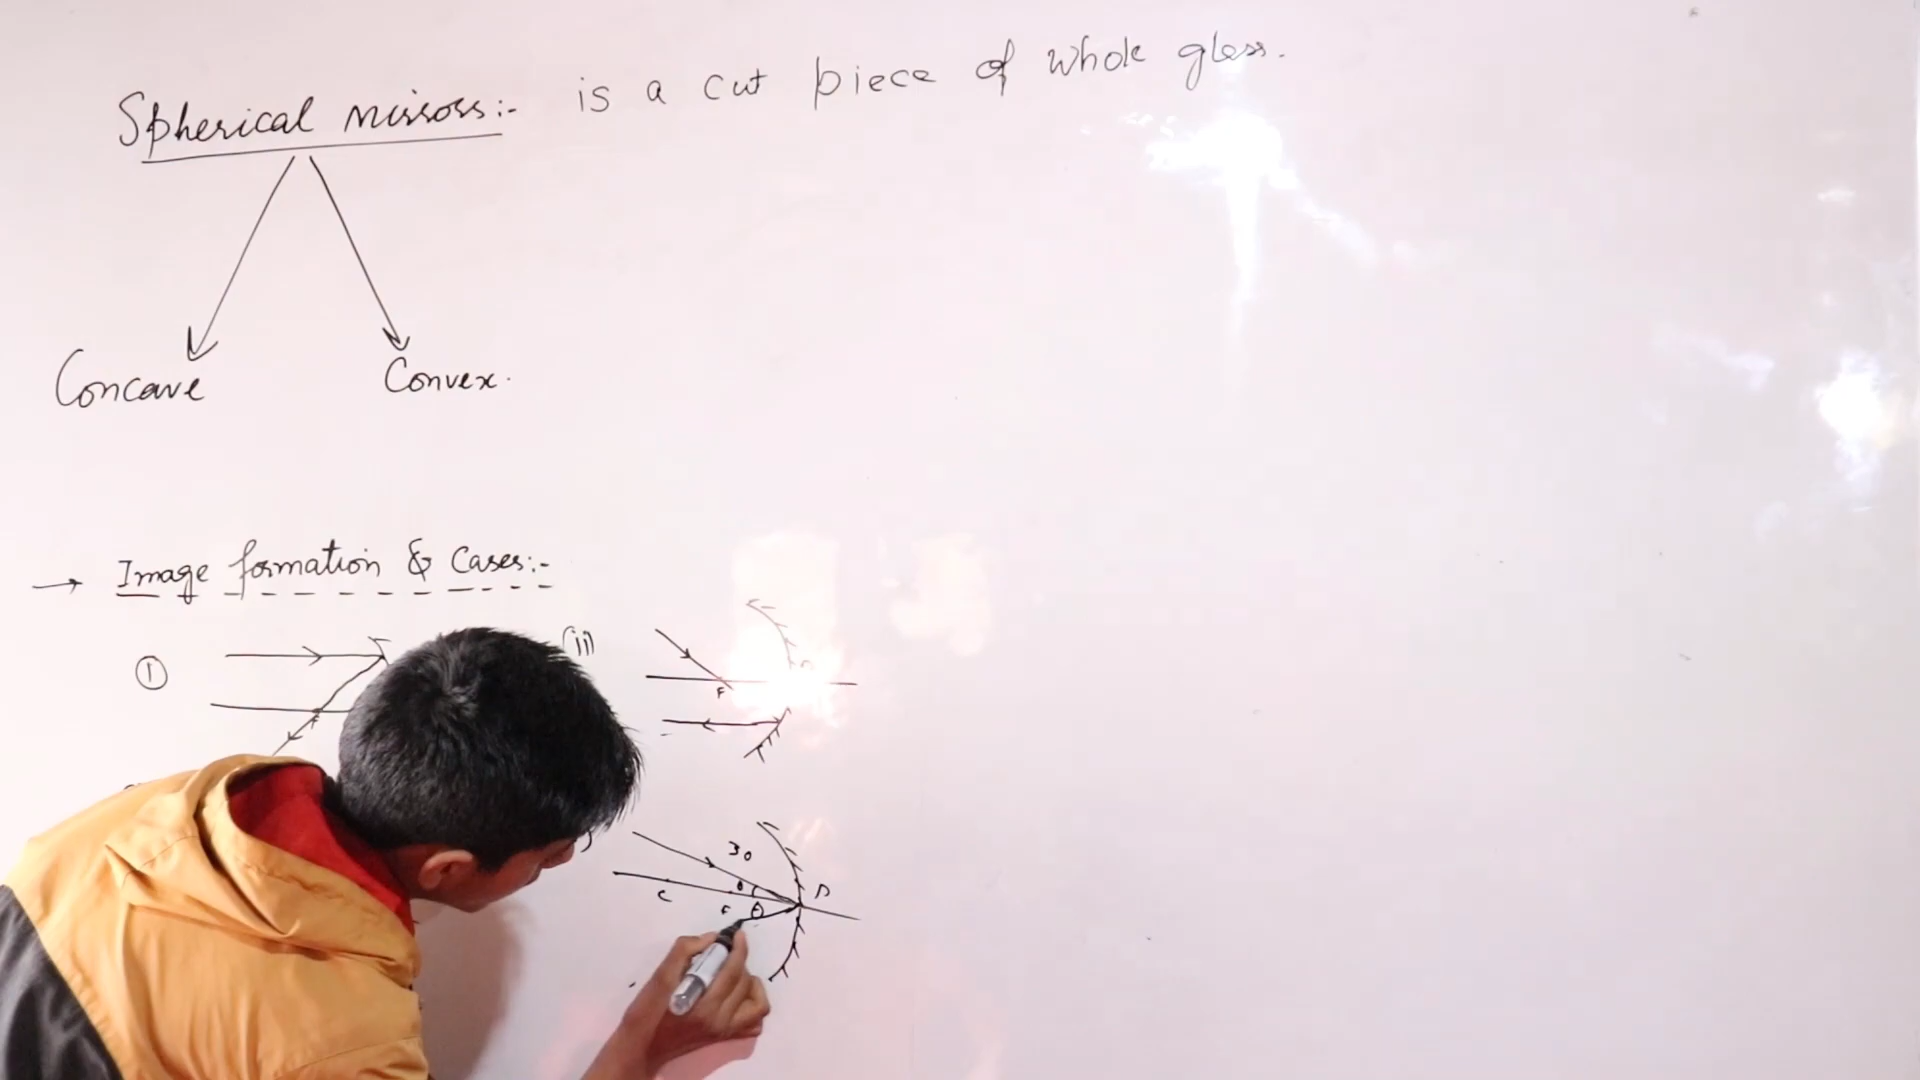 Spherical mirrors:- is a cut piece of whole glass.
Concave Convex.
→ Image formation & Cases:-
① (ii)
F
F
30
θ
C
F θ P